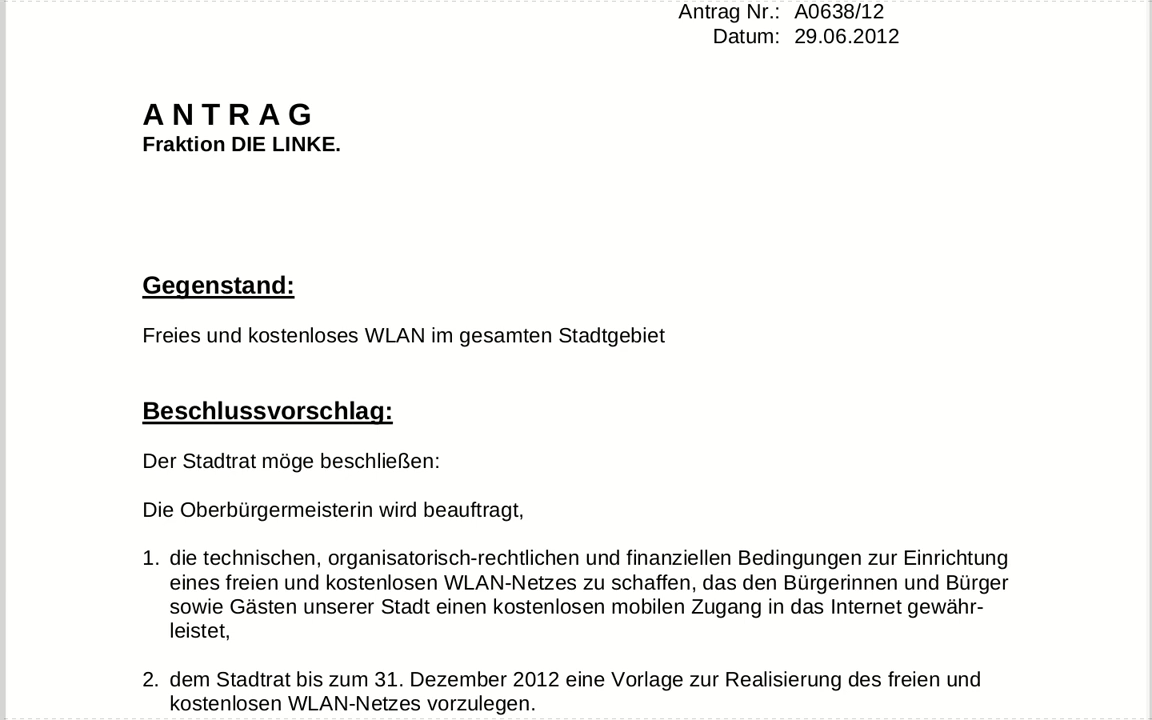 Antrag Nr.: A0638/12
Datum: 29.06.2012
A N T R A G
Fraktion DIE LINKE.
Gegenstand:
Freies und kostenloses WLAN im gesamten Stadtgebiet
Beschlussvorschlag:
Der Stadtrat möge beschließen:
Die Oberbürgermeisterin wird beauftragt,
1. die technischen, organisatorisch-rechtlichen und finanziellen Bedingungen zur Einrichtung
eines freien und kostenlosen WLAN-Netzes zu schaffen, das den Bürgerinnen und Bürger
sowie Gästen unserer Stadt einen kostenlosen mobilen Zugang in das Internet gewähr-
leistet,
2. dem Stadtrat bis zum 31. Dezember 2012 eine Vorlage zur Realisierung des freien und
kostenlosen WLAN-Netzes vorzulegen.